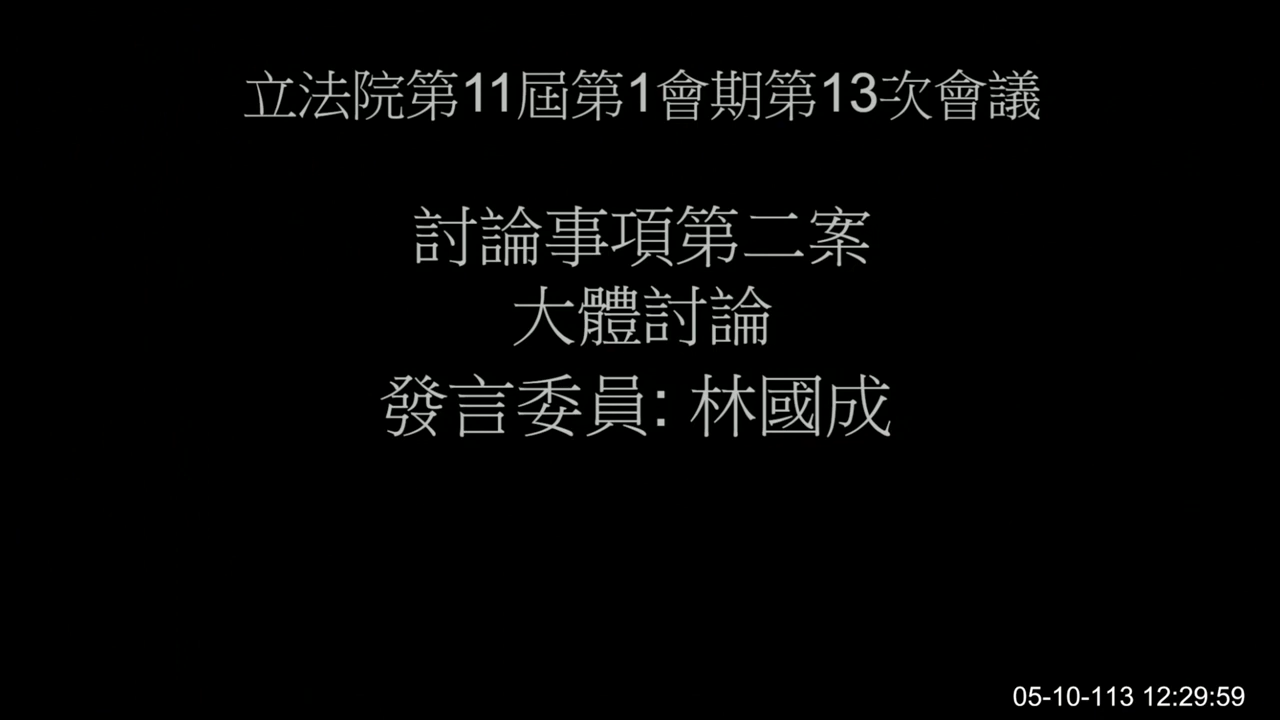 立法院第11屆第1會期第13次會議
討論事項第二案
大體討論
發言委員: 林國成
05-10-113 12:29:59